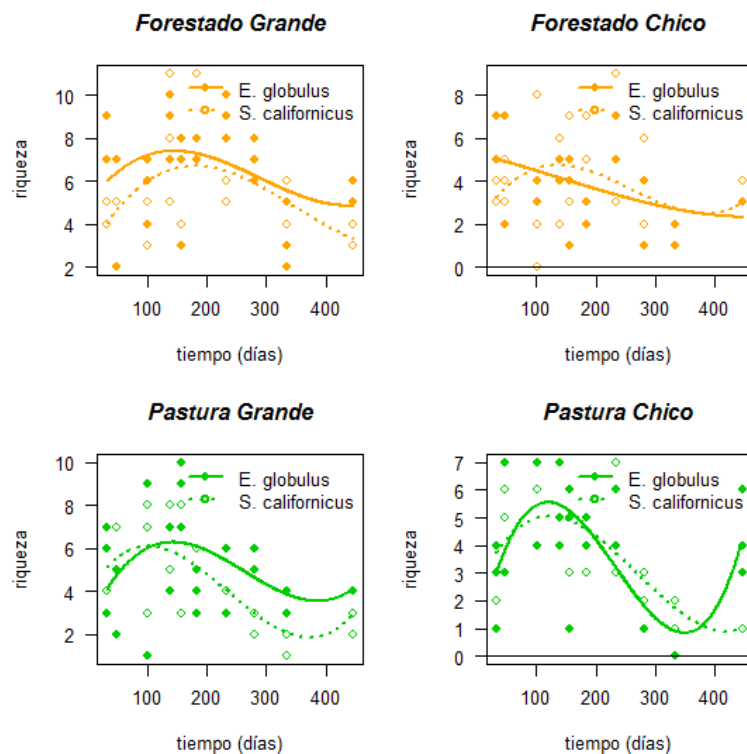 Forestado Grande
riqueza
10
8
6
4
2
E. globulus
S. californicus
100 200 300 400
tiempo (días)
Forestado Chico
riqueza
8
6
4
2
0
E. globulus
S. californicus
100 200 300 400
tiempo (días)
Pastura Grande
riqueza
10
8
6
4
2
E. globulus
S. californicus
100 200 300 400
tiempo (días)
Pastura Chico
riqueza
7
6
5
4
3
2
1
0
E. globulus
S. californicus
100 200 300 400
tiempo (días)